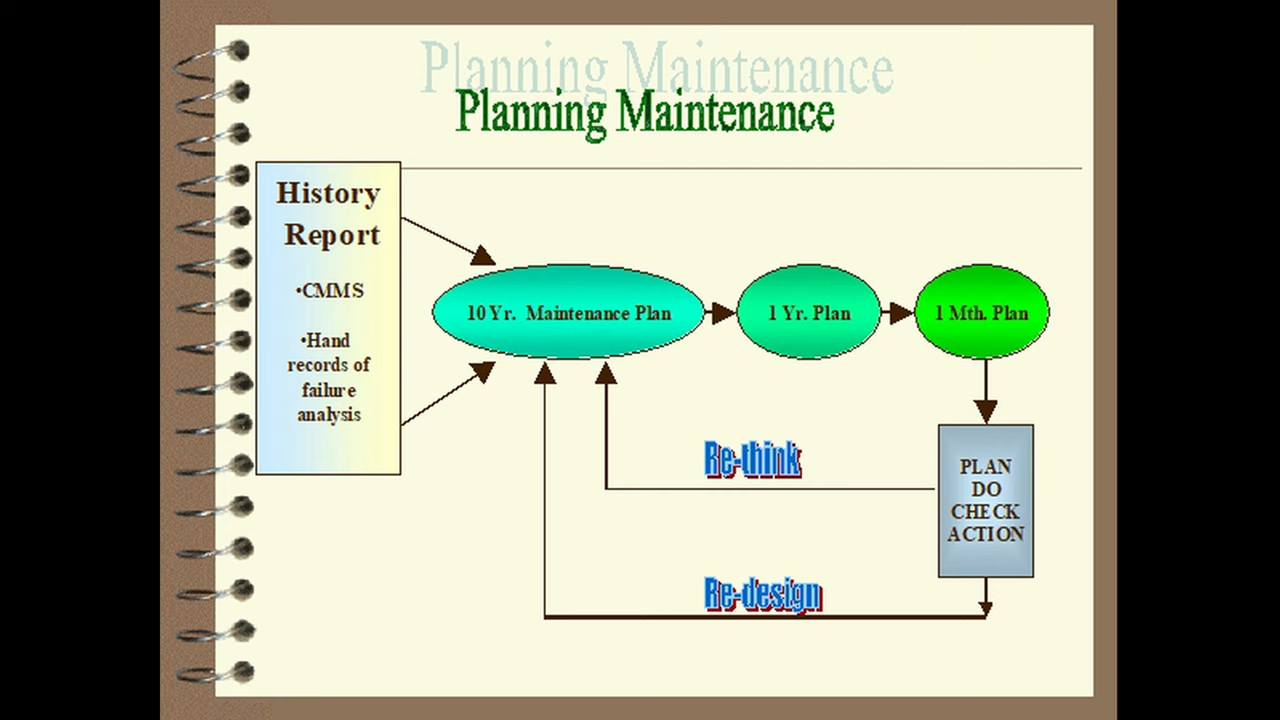 Planning Maintenance
Planning Maintenance
History
Report
•CMMS
•Hand
records of
failure
analysis
10 Yr.  Maintenance Plan
1 Yr. Plan
1 Mth. Plan
PLAN
DO
CHECK
ACTION
Re-think
Re-design